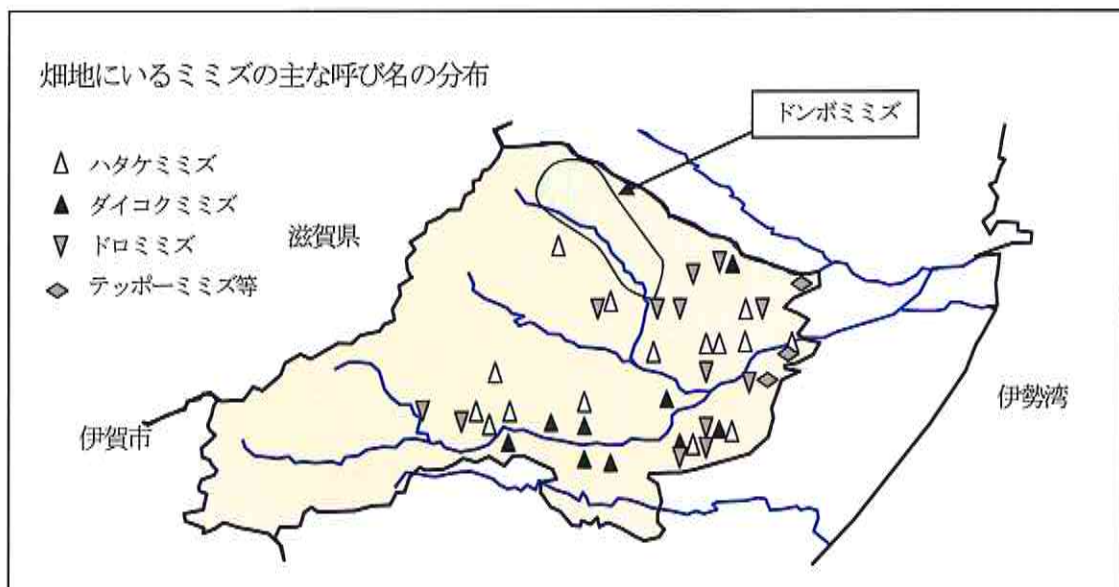 畑地にいるミミズの主な呼び名の分布
ドンボミミズ
ハタケミミズ
ダイコクミミズ
ドロミミズ
テッポーミミズ等
滋賀県
伊賀市
伊勢湾